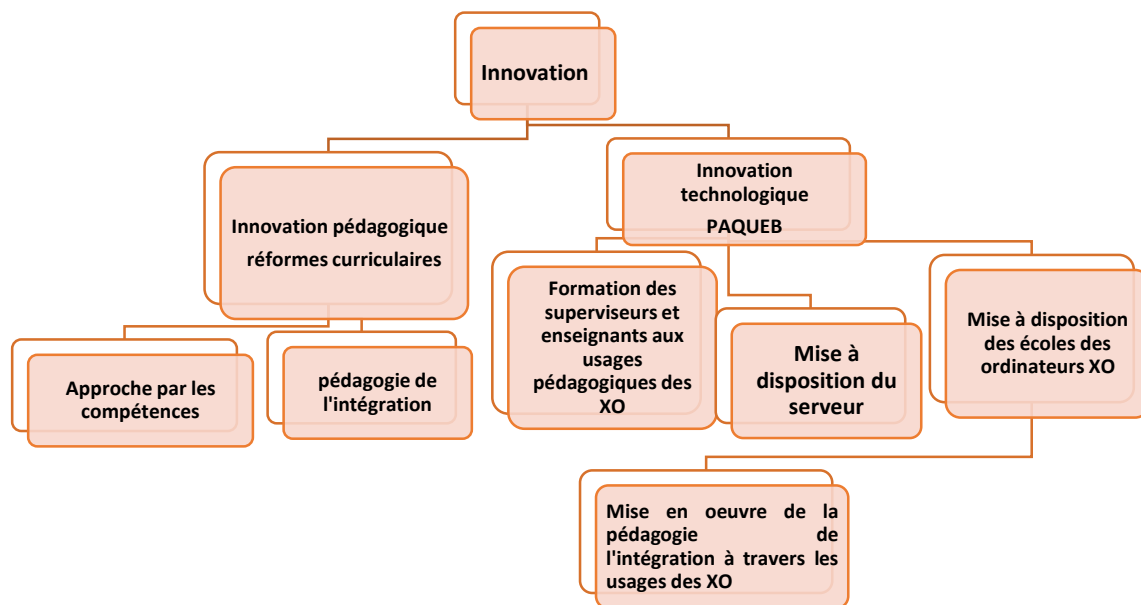 Innovation
Innovation pédagogique
réformes curriculaires
Innovation
technologique
PAQUEB
Approche par les
compétences
pédagogie de
l'intégration
Formation des
superviseurs et
enseignants aux
usages
pédagogiques des
XO
Mise à
disposition du
serveur
Mise à disposition
des écoles des
ordinateurs XO
Mise en oeuvre de la
pédagogie de
l'intégration à travers les
usages des XO